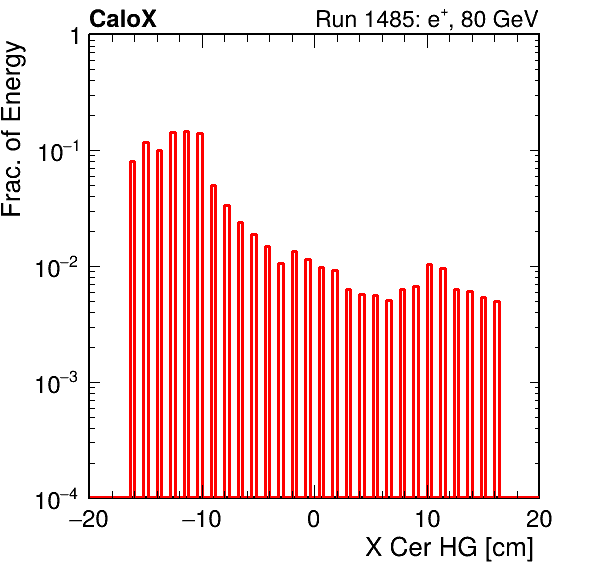 CaloX Run 1485: e⁺, 80 GeV
Frac. of Energy
1
10⁻¹
10⁻²
10⁻³
10⁻⁴
−20 −10 0 10 20
X Cer HG [cm]